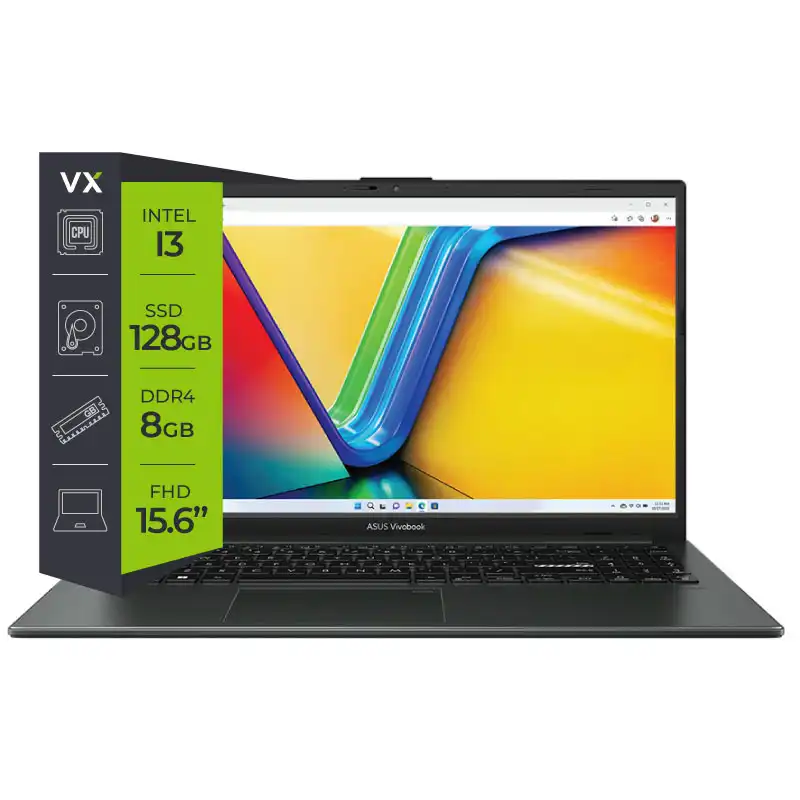 VX
CPU
INTEL
I3
SSD
128GB
DDR4
8GB
GB
FHD
15.6”
ASUS Vivobook